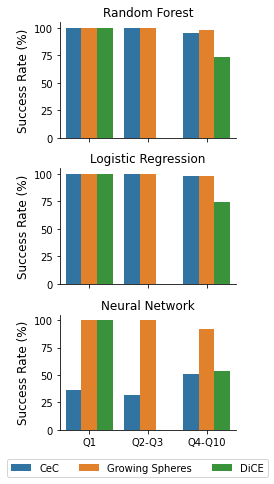 Random Forest
100
75
50
25
0
Success Rate (%)
Logistic Regression
100
75
50
25
0
Success Rate (%)
Neural Network
100
75
50
25
0
Success Rate (%)
Q1 Q2-Q3 Q4-Q10
CeC Growing Spheres DiCE